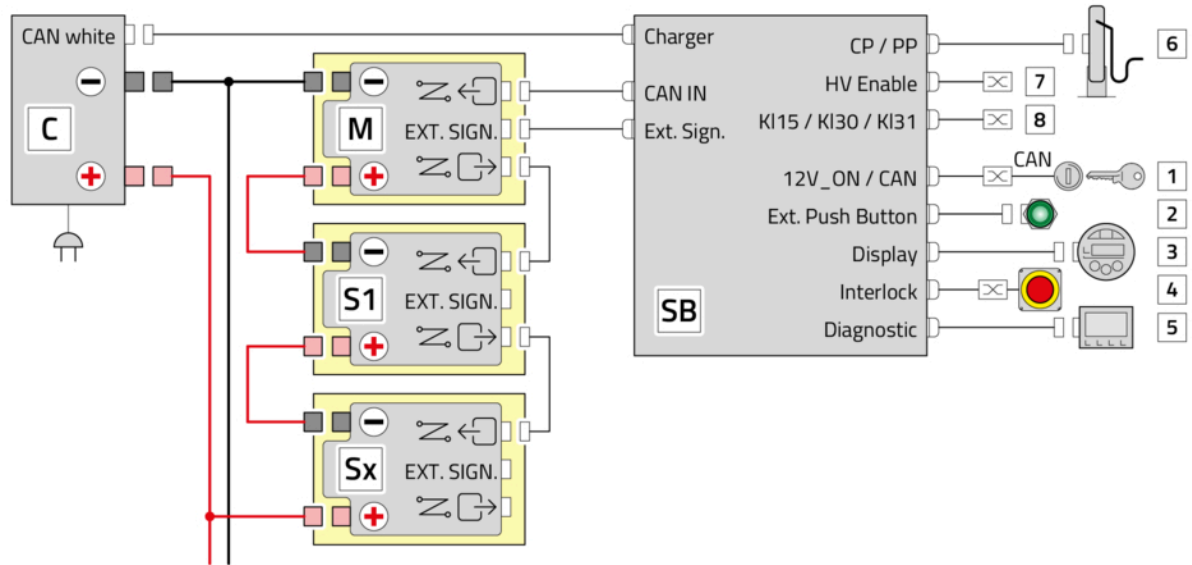 CAN white
C
M
EXT. SIGN.
S1
EXT. SIGN.
Sx
EXT. SIGN.
Charger
CAN IN
Ext. Sign.
SB
CP / PP
HV Enable
Kl15 / Kl30 / Kl31
12V_ON / CAN
Ext. Push Button
Display
Interlock
Diagnostic
6
7
8
CAN
1
2
3
4
5